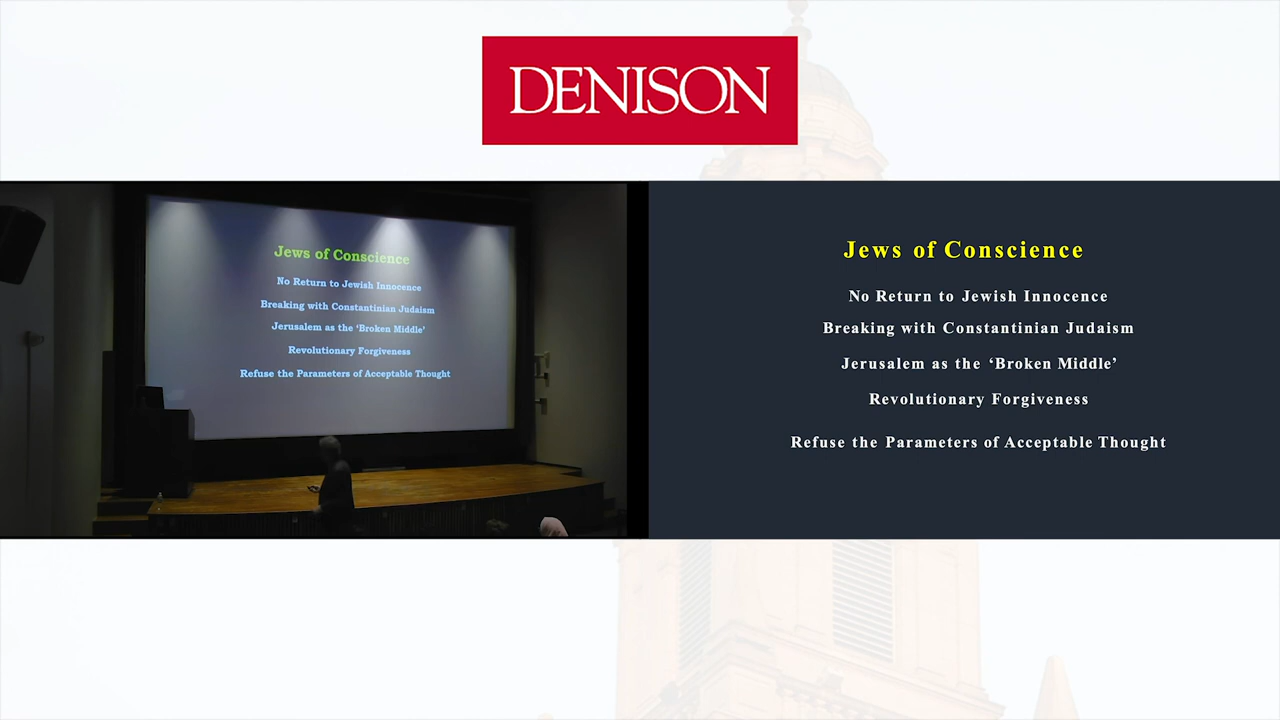 DENISON
Jews of Conscience
No Return to Jewish Innocence
Breaking with Constantinian Judaism
Jerusalem as the ‘Broken Middle’
Revolutionary Forgiveness
Refuse the Parameters of Acceptable Thought
Jews of Conscience
No Return to Jewish Innocence
Breaking with Constantinian Judaism
Jerusalem as the ‘Broken Middle’
Revolutionary Forgiveness
Refuse the Parameters of Acceptable Thought